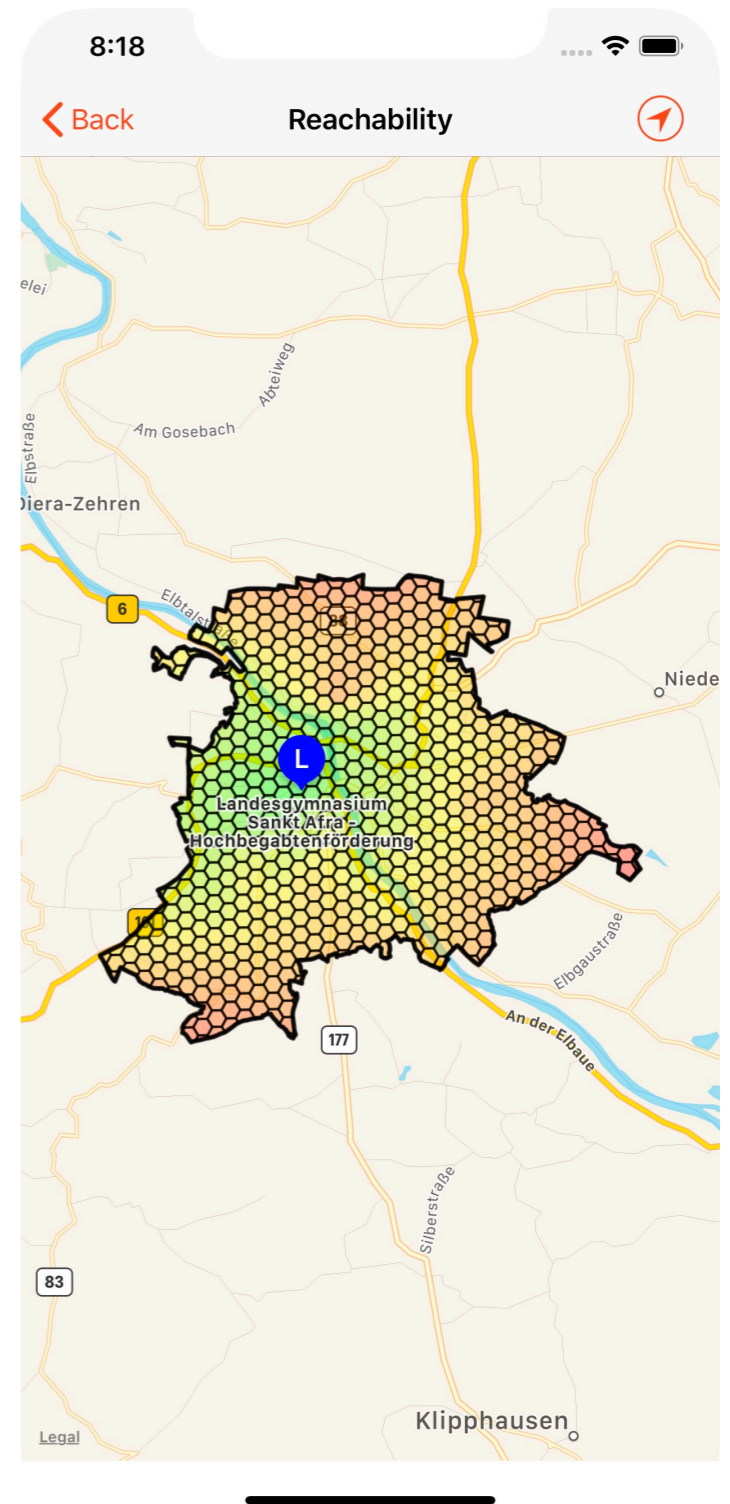 8:18
Back
Reachability
elei
Abteiweg
Am Gosebach
Elbstraße
Diera-Zehren
6
Elbtalstraße
Niede
L
Landesgymnasium
Sankt Afra -
Hochbegabtenförderung
Elbgaustraße
An der Elbaue
177
Silberstraße
83
Klipphausen
Legal